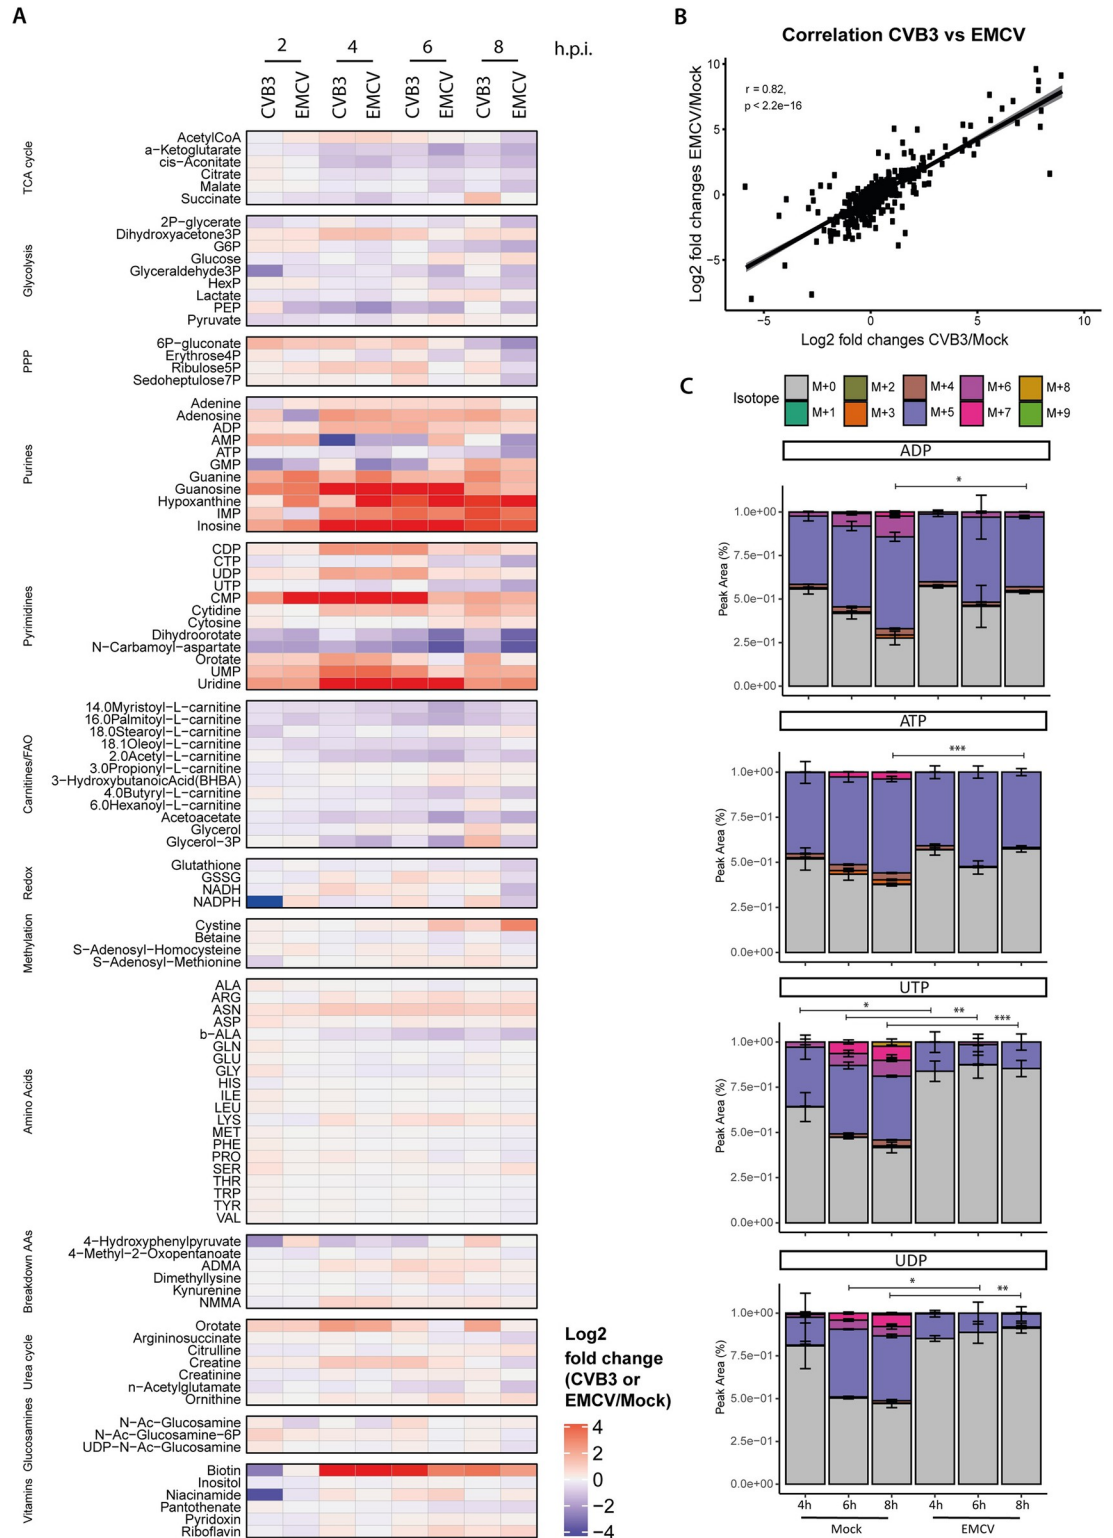 A
2 4 6 8 h.p.i.
CVB3 EMCV CVB3 EMCV CVB3 EMCV CVB3 EMCV
TCA cycle
AcetylCoA
a−Ketoglutarate
cis−Aconitate
Citrate
Malate
Succinate
Glycolysis
2P−glycerate
Dihydroxyacetone3P
G6P
Glucose
Glyceraldehyde3P
HexP
Lactate
PEP
Pyruvate
PPP
6P−gluconate
Erythrose4P
Ribulose5P
Sedoheptulose7P
Purines
Adenine
Adenosine
ADP
AMP
ATP
GMP
Guanine
Guanosine
Hypoxanthine
IMP
Inosine
Pyrimidines
CDP
CTP
UDP
UTP
CMP
Cytidine
Cytosine
Dihydroorotate
N−Carbamoyl−aspartate
Orotate
UMP
Uridine
Carnitines/FAO
14.0Myristoyl−L−carnitine
16.0Palmitoyl−L−carnitine
18.0Stearoyl−L−carnitine
18.1Oleoyl−L−carnitine
2.0Acetyl−L−carnitine
3.0Propionyl−L−carnitine
3−HydroxybutanoicAcid(BHBA)
4.0Butyryl−L−carnitine
6.0Hexanoyl−L−carnitine
Acetoacetate
Glycerol
Glycerol−3P
Redox
Glutathione
GSSG
NADH
NADPH
Methylation
Cystine
Betaine
S−Adenosyl−Homocysteine
S−Adenosyl−Methionine
Amino Acids
ALA
ARG
ASN
ASP
b−ALA
GLN
GLU
GLY
HIS
ILE
LEU
LYS
MET
PHE
PRO
SER
THR
TRP
TYR
VAL
Breakdown AAs
4−Hydroxyphenylpyruvate
4−Methyl−2−Oxopentanoate
ADMA
Dimethyllysine
Kynurenine
NMMA
Urea cycle
Orotate
Argininosuccinate
Citrulline
Creatine
Creatinine
n−Acetylglutamate
Ornithine
Glucosamines
N−Ac−Glucosamine
N−Ac−Glucosamine−6P
UDP−N−Ac−Glucosamine
Vitamins
Biotin
Inositol
Niacinamide
Pantothenate
Pyridoxin
Riboflavin
Log2
fold change
(CVB3 or
EMCV/Mock)
4
2
0
−2
−4
B
Correlation CVB3 vs EMCV
r = 0.82,
p < 2.2e−16
Log2 fold changes EMCV/Mock
10
5
0
−5
−5 0 5 10
Log2 fold changes CVB3/Mock
C
Isotope
M+0 M+2 M+4 M+6 M+8
M+1 M+3 M+5 M+7 M+9
ADP
*
Peak Area (%)
1.0e+00
7.5e−01
5.0e−01
2.5e−01
0.0e+00
ATP
***
Peak Area (%)
1.0e+00
7.5e−01
5.0e−01
2.5e−01
0.0e+00
UTP
* ** ***
Peak Area (%)
1.0e+00
7.5e−01
5.0e−01
2.5e−01
0.0e+00
UDP
* **
Peak Area (%)
1.0e+00
7.5e−01
5.0e−01
2.5e−01
0.0e+00
4h 6h 8h 4h 6h 8h
Mock EMCV